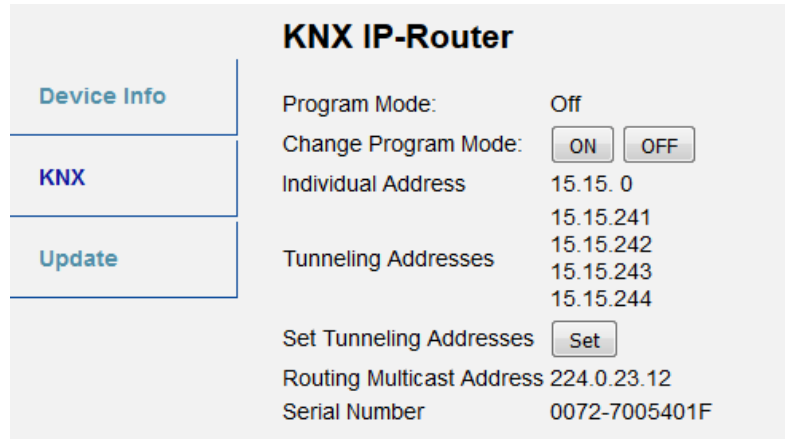 KNX IP-Router
Device Info
KNX
Update
Program Mode: Off
Change Program Mode: ON OFF
Individual Address 15.15. 0
Tunneling Addresses 15.15.241
15.15.242
15.15.243
15.15.244
Set Tunneling Addresses Set
Routing Multicast Address 224.0.23.12
Serial Number 0072-7005401F